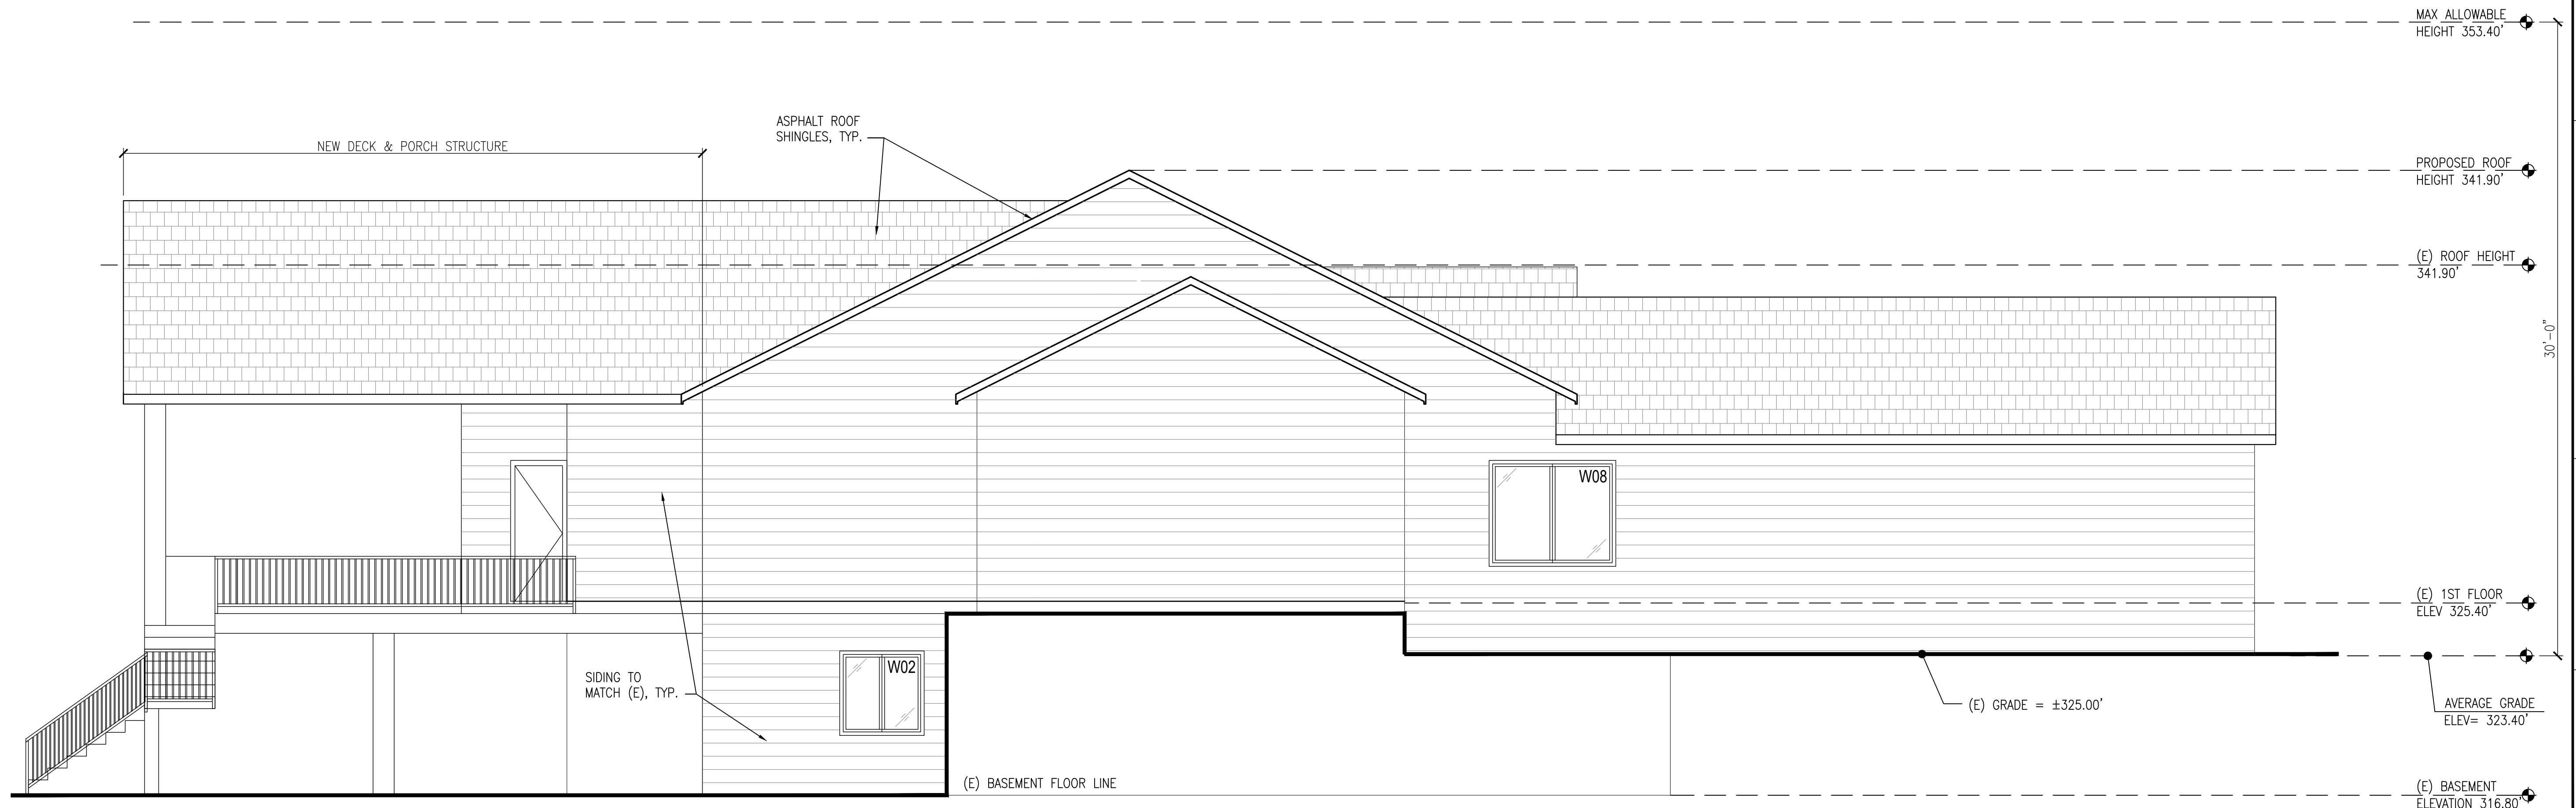 MAX ALLOWABLE
HEIGHT 353.40'
ASPHALT ROOF
SHINGLES, TYP.
NEW DECK & PORCH STRUCTURE
PROPOSED ROOF
HEIGHT 341.90'
(E) ROOF HEIGHT
341.90'
30'-0"
W08
(E) 1ST FLOOR
ELEV 325.40'
W02
SIDING TO
MATCH (E), TYP.
(E) GRADE = ±325.00'
AVERAGE GRADE
ELEV= 323.40'
(E) BASEMENT FLOOR LINE
(E) BASEMENT
ELEVATION 316.80'